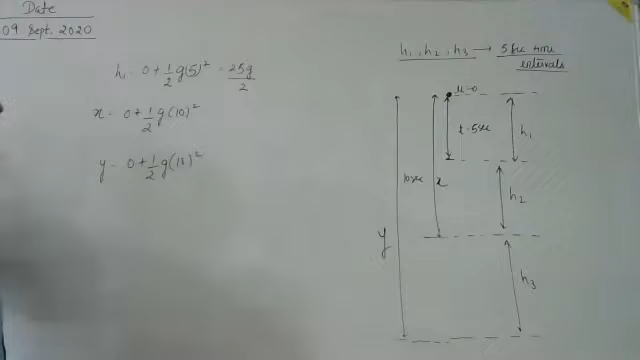 Date
09 Sept. 2020
h₁ = 0 + 1/2 g(5)² = 25g/2
x = 0 + 1/2 g(10)²
y = 0 + 1/2 g(15)²
h₁, h₂, h₃ → 5 sec time
intervals
u=0
t=5sec
h₁
10sec
x
h₂
y
h₃